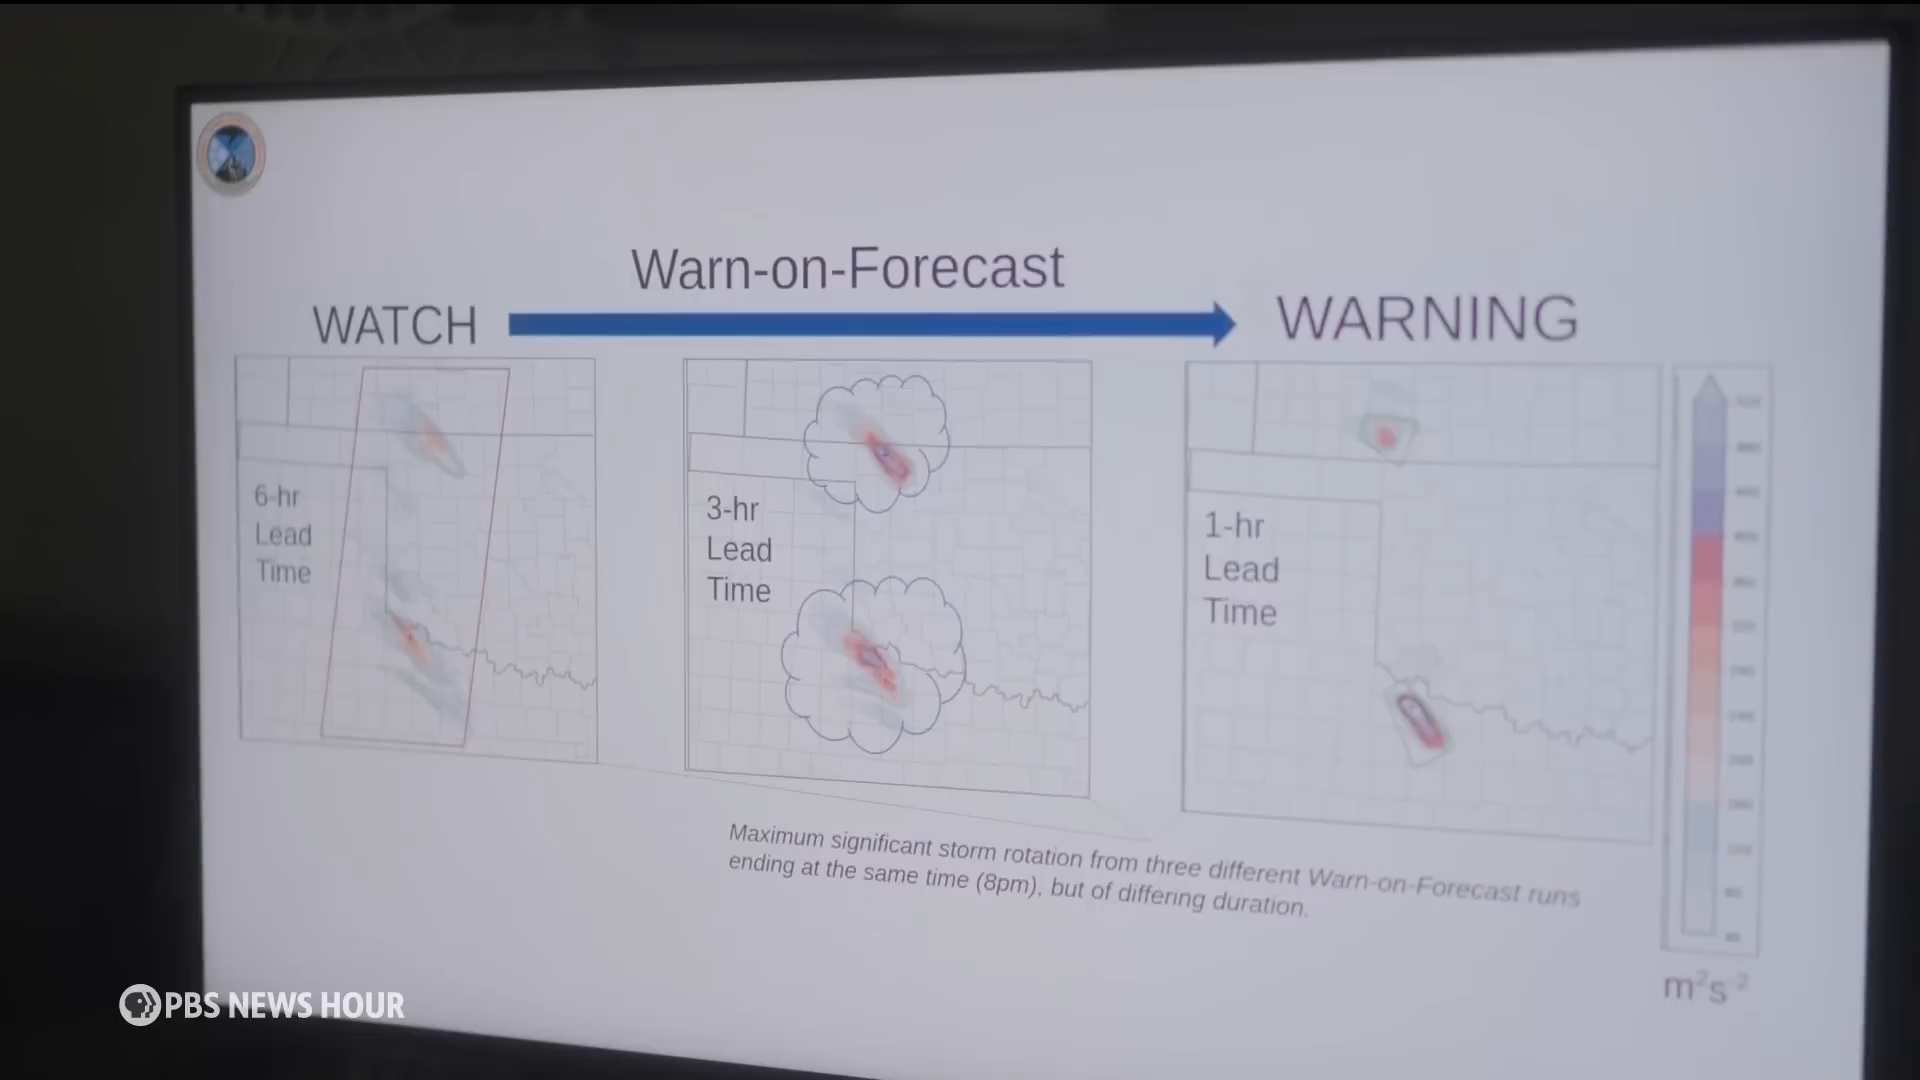 Warn-on-Forecast
WATCH
WARNING
6-hr
Lead
Time
3-hr
Lead
Time
1-hr
Lead
Time
Maximum significant storm rotation from three different Warn-on-Forecast runs
ending at the same time (8pm), but of differing duration.
m²s⁻²
PBS NEWS HOUR